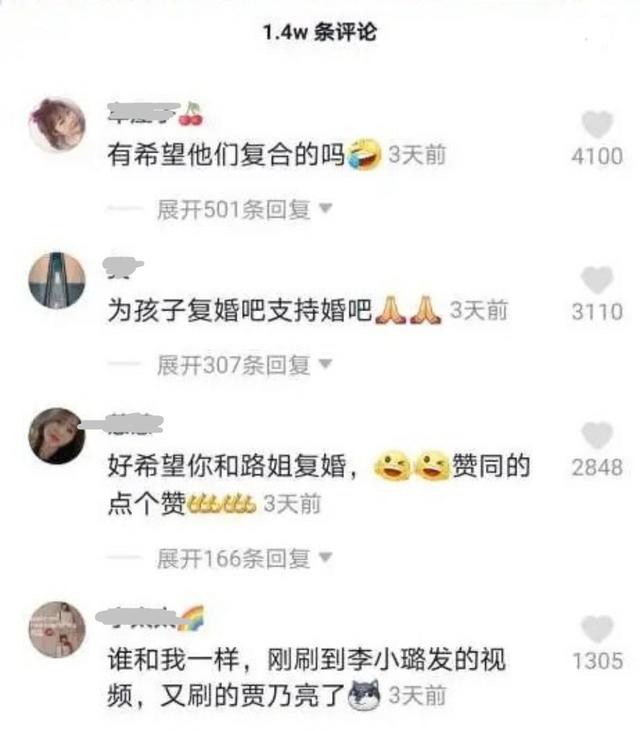 1.4w 条评论
有希望他们复合的吗🤣 3天前
4100
展开501条回复
为孩子复婚吧支持婚吧🙏🙏 3天前
3110
展开307条回复
好希望你和路姐复婚，😜😜赞同的
点个赞 3天前
2848
展开166条回复
谁和我一样，刚刷到李小璐发的视
频，又刷的贾乃亮了 3天前
1305